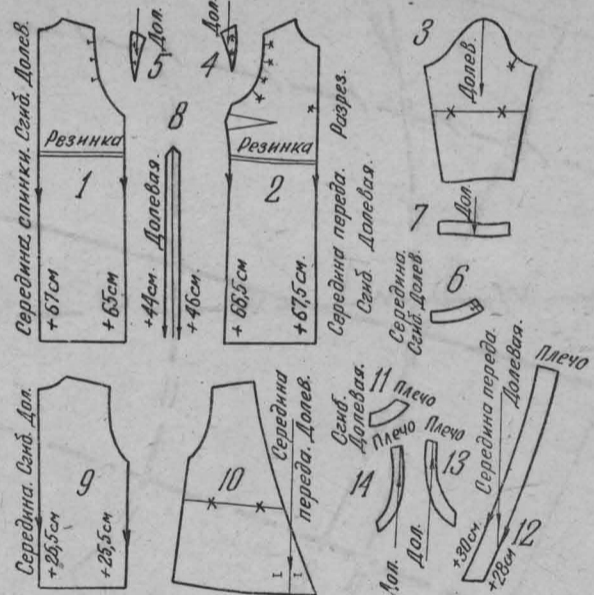 Середина спинки. Сгиб. Долев.
Резинка
1
+67см
+65см
Дол.
5
8
Долевая.
+44см.
+46см.
Дол.
4
Резинка
2
+66,5см
+67,5см.
Разрез.
Середина переда.
Сгиб. Долевая.
3
Долев.
7
Дол.
6
Середина.
Сгиб. Долев.
Середина. Сгиб. Дол.
9
+26,5см
+25,5см
10
Середина
переда. Долев.
11
Плечо
Сгиб.
Долевая.
14
Плечо
Дол.
13
Плечо
Дол.
Плечо
Середина переда.
Долевая.
12
+30см.
+28см